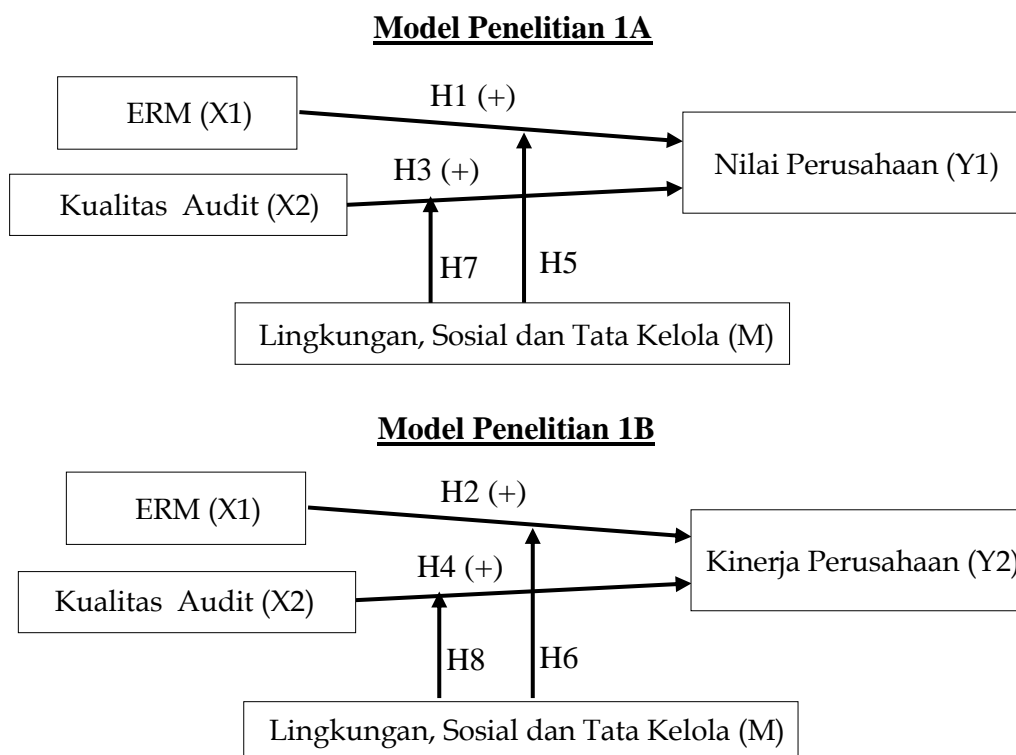 Model Penelitian 1A
H1 (+)
ERM (X1)
Nilai Perusahaan (Y1)
H3 (+)
Kualitas Audit (X2)
H7
H5
Lingkungan, Sosial dan Tata Kelola (M)
Model Penelitian 1B
H2 (+)
ERM (X1)
Kinerja Perusahaan (Y2)
H4 (+)
Kualitas Audit (X2)
H8
H6
Lingkungan, Sosial dan Tata Kelola (M)